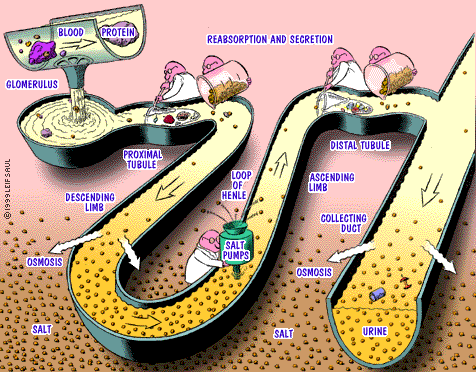 BLOOD
PROTEIN
GLOMERULUS
REABSORPTION AND SECRETION
PROXIMAL
TUBULE
DISTAL TUBULE
DESCENDING
LIMB
LOOP
OF
HENLE
ASCENDING
LIMB
COLLECTING
DUCT
SALT
PUMPS
OSMOSIS
OSMOSIS
SALT
SALT
URINE
©1999 LEIF SAUL